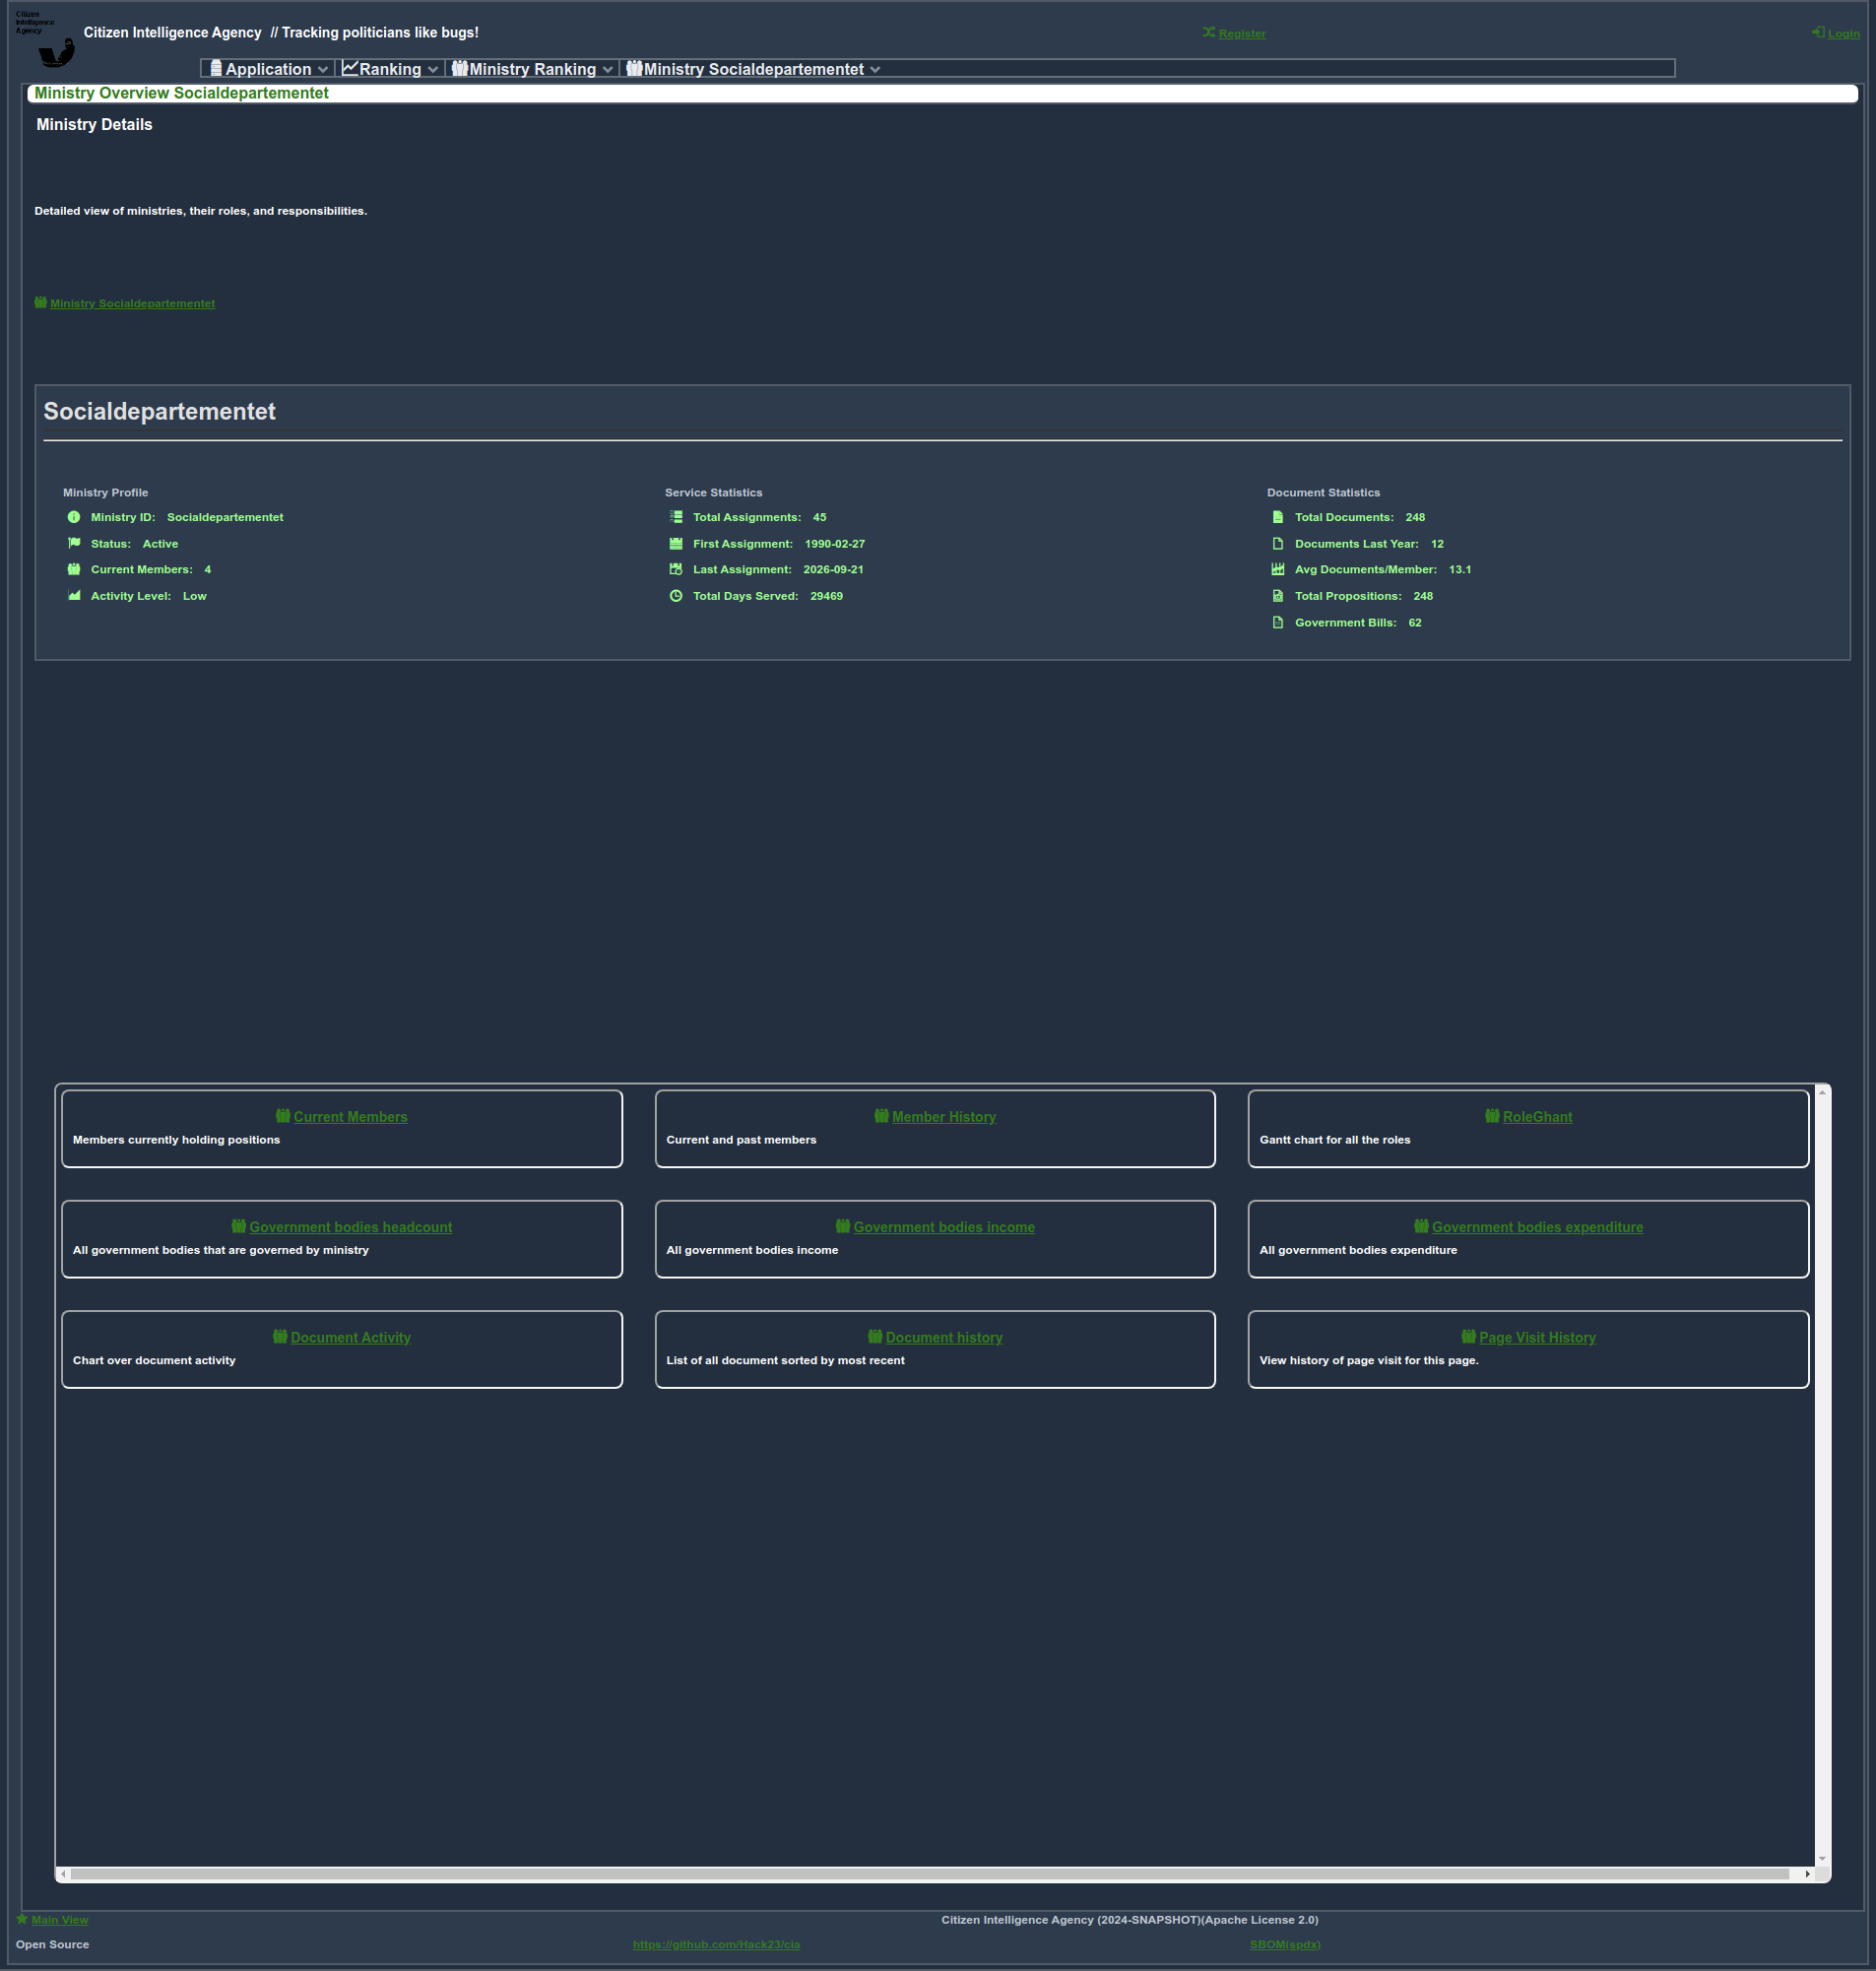 Citizen
Intelligence
Agency
Citizen Intelligence Agency // Tracking politicians like bugs!
Register
Login
Application
Ranking
Ministry Ranking
Ministry Socialdepartementet
Ministry Overview Socialdepartementet
Ministry Details
Detailed view of ministries, their roles, and responsibilities.
Ministry Socialdepartementet
Socialdepartementet
Ministry Profile
Ministry ID: Socialdepartementet
Status: Active
Current Members: 4
Activity Level: Low
Service Statistics
Total Assignments: 45
First Assignment: 1990-02-27
Last Assignment: 2026-09-21
Total Days Served: 29469
Document Statistics
Total Documents: 248
Documents Last Year: 12
Avg Documents/Member: 13.1
Total Propositions: 248
Government Bills: 62
Current Members
Members currently holding positions
Member History
Current and past members
RoleGhant
Gantt chart for all the roles
Government bodies headcount
All government bodies that are governed by ministry
Government bodies income
All government bodies income
Government bodies expenditure
All government bodies expenditure
Document Activity
Chart over document activity
Document history
List of all document sorted by most recent
Page Visit History
View history of page visit for this page.
Main View
Citizen Intelligence Agency (2024-SNAPSHOT)(Apache License 2.0)
Open Source
https://github.com/Hack23/cia
SBOM(spdx)